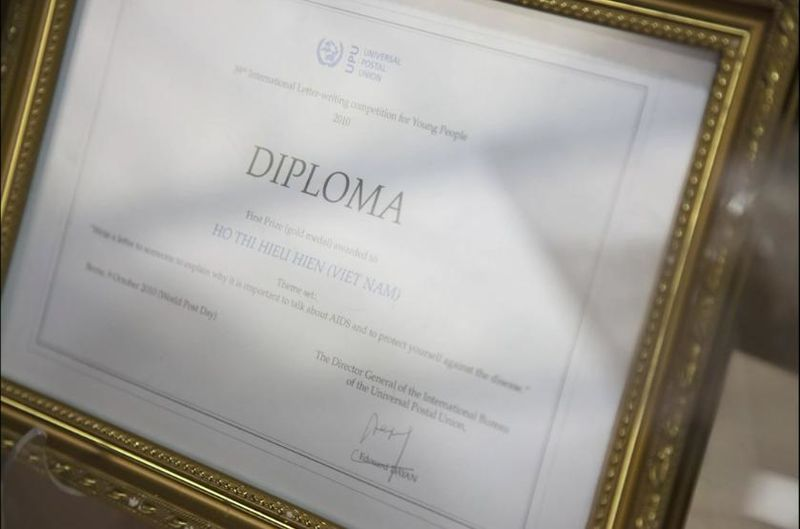 UPU
UNIVERSAL
POSTAL
UNION
39th International Letter-writing competition for Young People
2010
DIPLOMA
First Prize (gold medal) awarded to
HO THI HIEU HIEN (VIET NAM)
Theme set:
"Write a letter to someone to explain why it is important to talk about AIDS and to protect yourself against the disease."
Berne, 9 October 2010 (World Post Day)
The Director General of the International Bureau
of the Universal Postal Union,
Edouard DAYAN